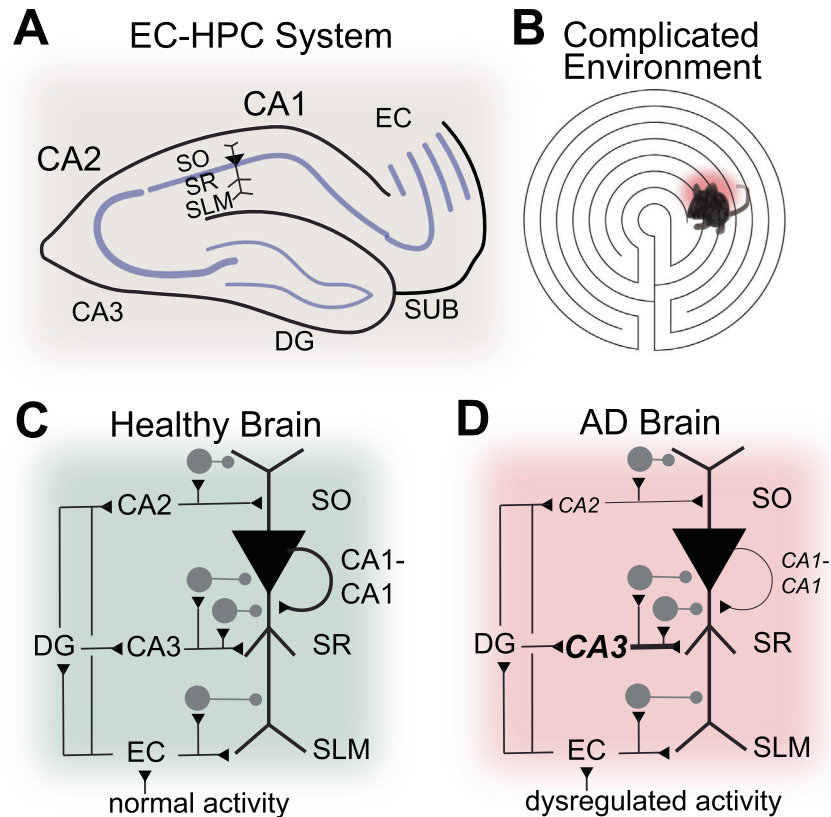 A
EC-HPC System
CA1
EC
CA2
SO
SR
SLM
CA3
SUB
DG
B
Complicated
Environment
C
Healthy Brain
CA2
SO
CA1-
CA1
DG
CA3
SR
EC
SLM
normal activity
D
AD Brain
CA2
SO
CA1-
CA1
DG
CA3
SR
EC
SLM
dysregulated activity